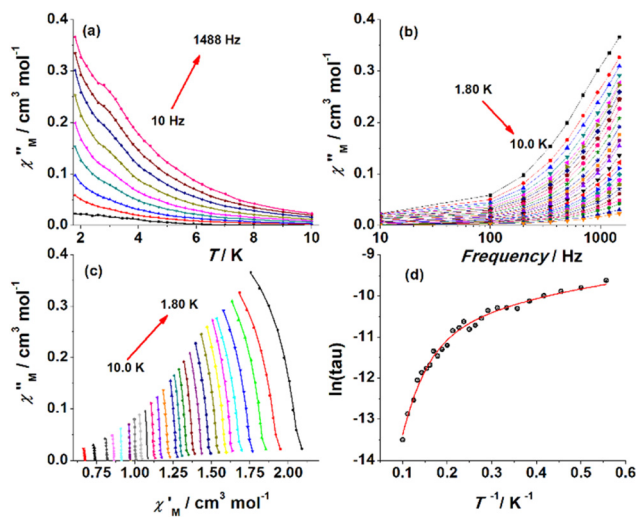 (a)
1488 Hz
10 Hz
χ"M / cm³ mol⁻¹
0.4
0.3
0.2
0.1
0.0
2 4 6 8 10
T / K
(b)
1.80 K
10.0 K
χ"M / cm³ mol⁻¹
0.4
0.3
0.2
0.1
0.0
10 100 1000
Frequency / Hz
(c)
1.80 K
10.0 K
χ"M / cm³ mol⁻¹
0.4
0.3
0.2
0.1
0.0
0.75 1.00 1.25 1.50 1.75 2.00
χ'M / cm³ mol⁻¹
(d)
ln(tau)
-9
-10
-11
-12
-13
-14
0.0 0.1 0.2 0.3 0.4 0.5 0.6
T⁻¹/ K⁻¹